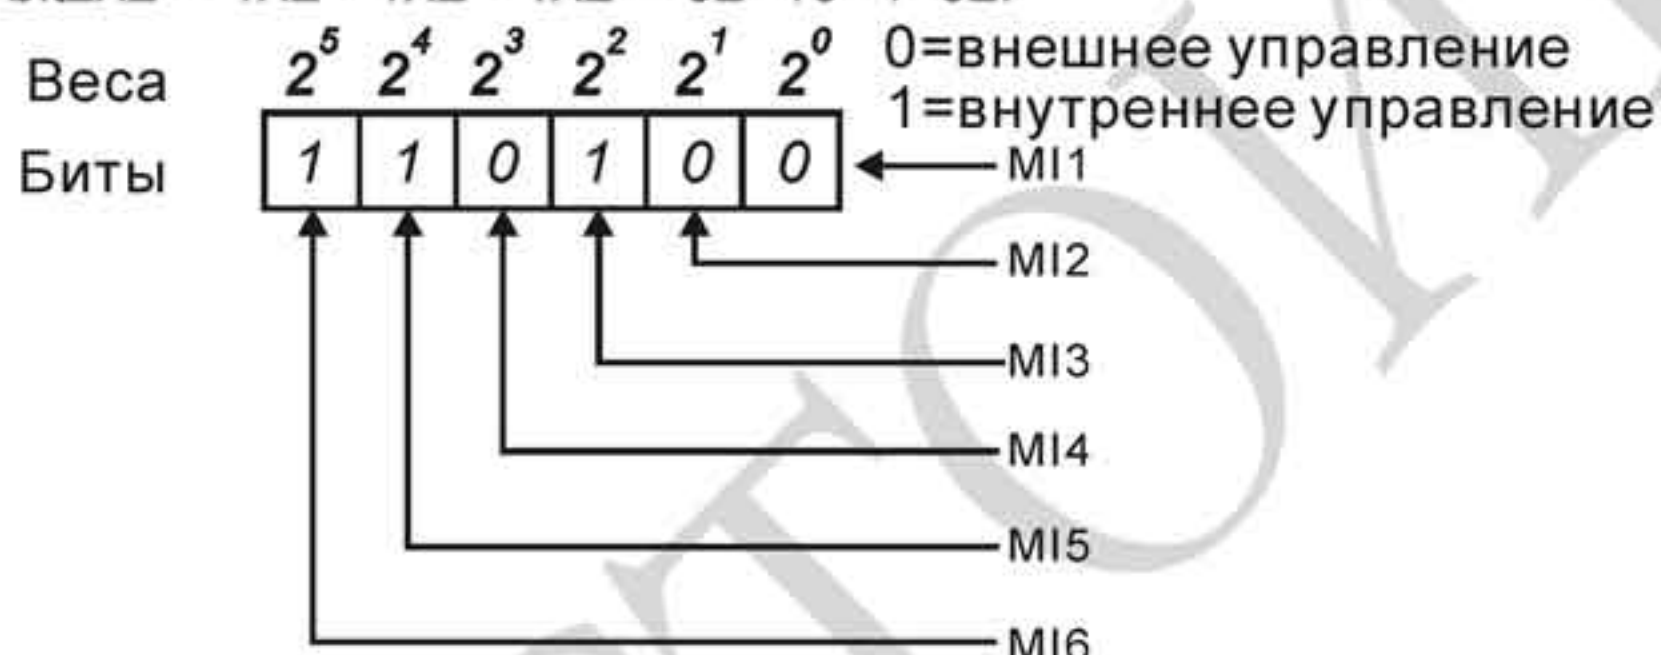 Веса 2⁵ 2⁴ 2³ 2² 2¹ 2⁰ 0=внешнее управление
1=внутреннее управление
Биты 1 1 0 1 0 0 MI1
MI2
MI3
MI4
MI5
MI6